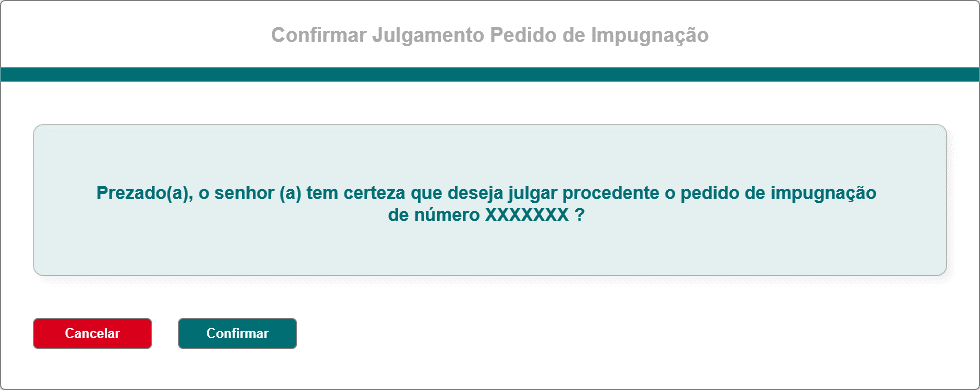 Confirmar Julgamento Pedido de Impugnação
Prezado(a), o senhor (a) tem certeza que deseja julgar procedente o pedido de impugnação
de número XXXXXXX ?
Cancelar
Confirmar